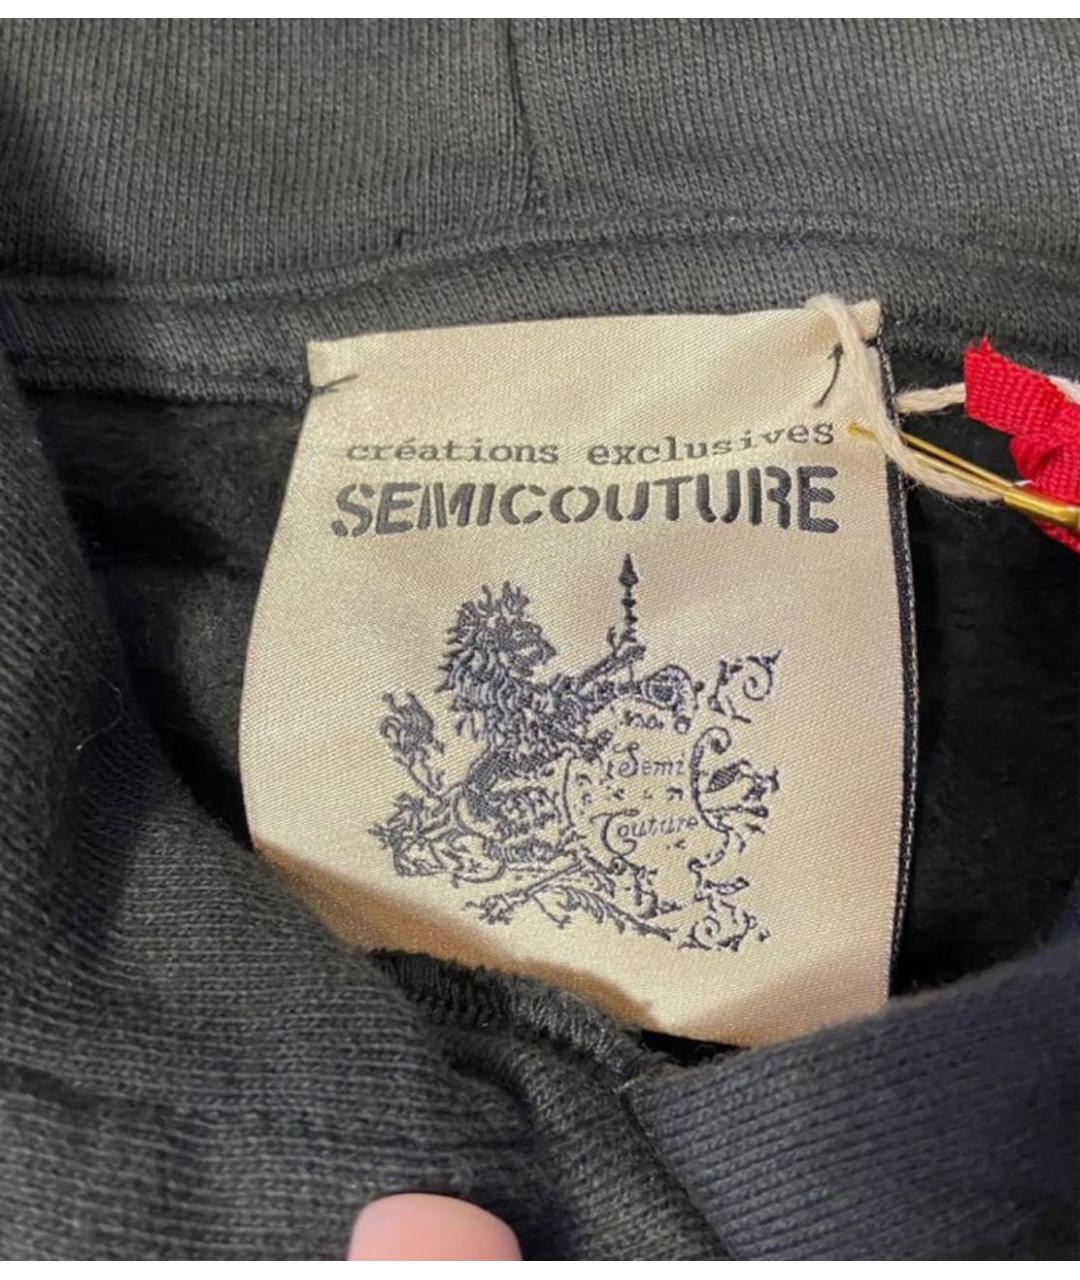 créations exclusives
SEMICOUTURE
Semi
Couture